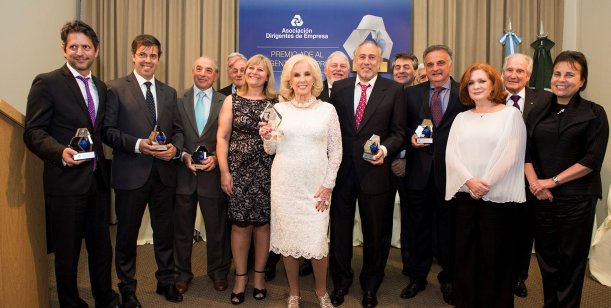 Asociación
Dirigentes de Empresa
PREMIO ADE AL